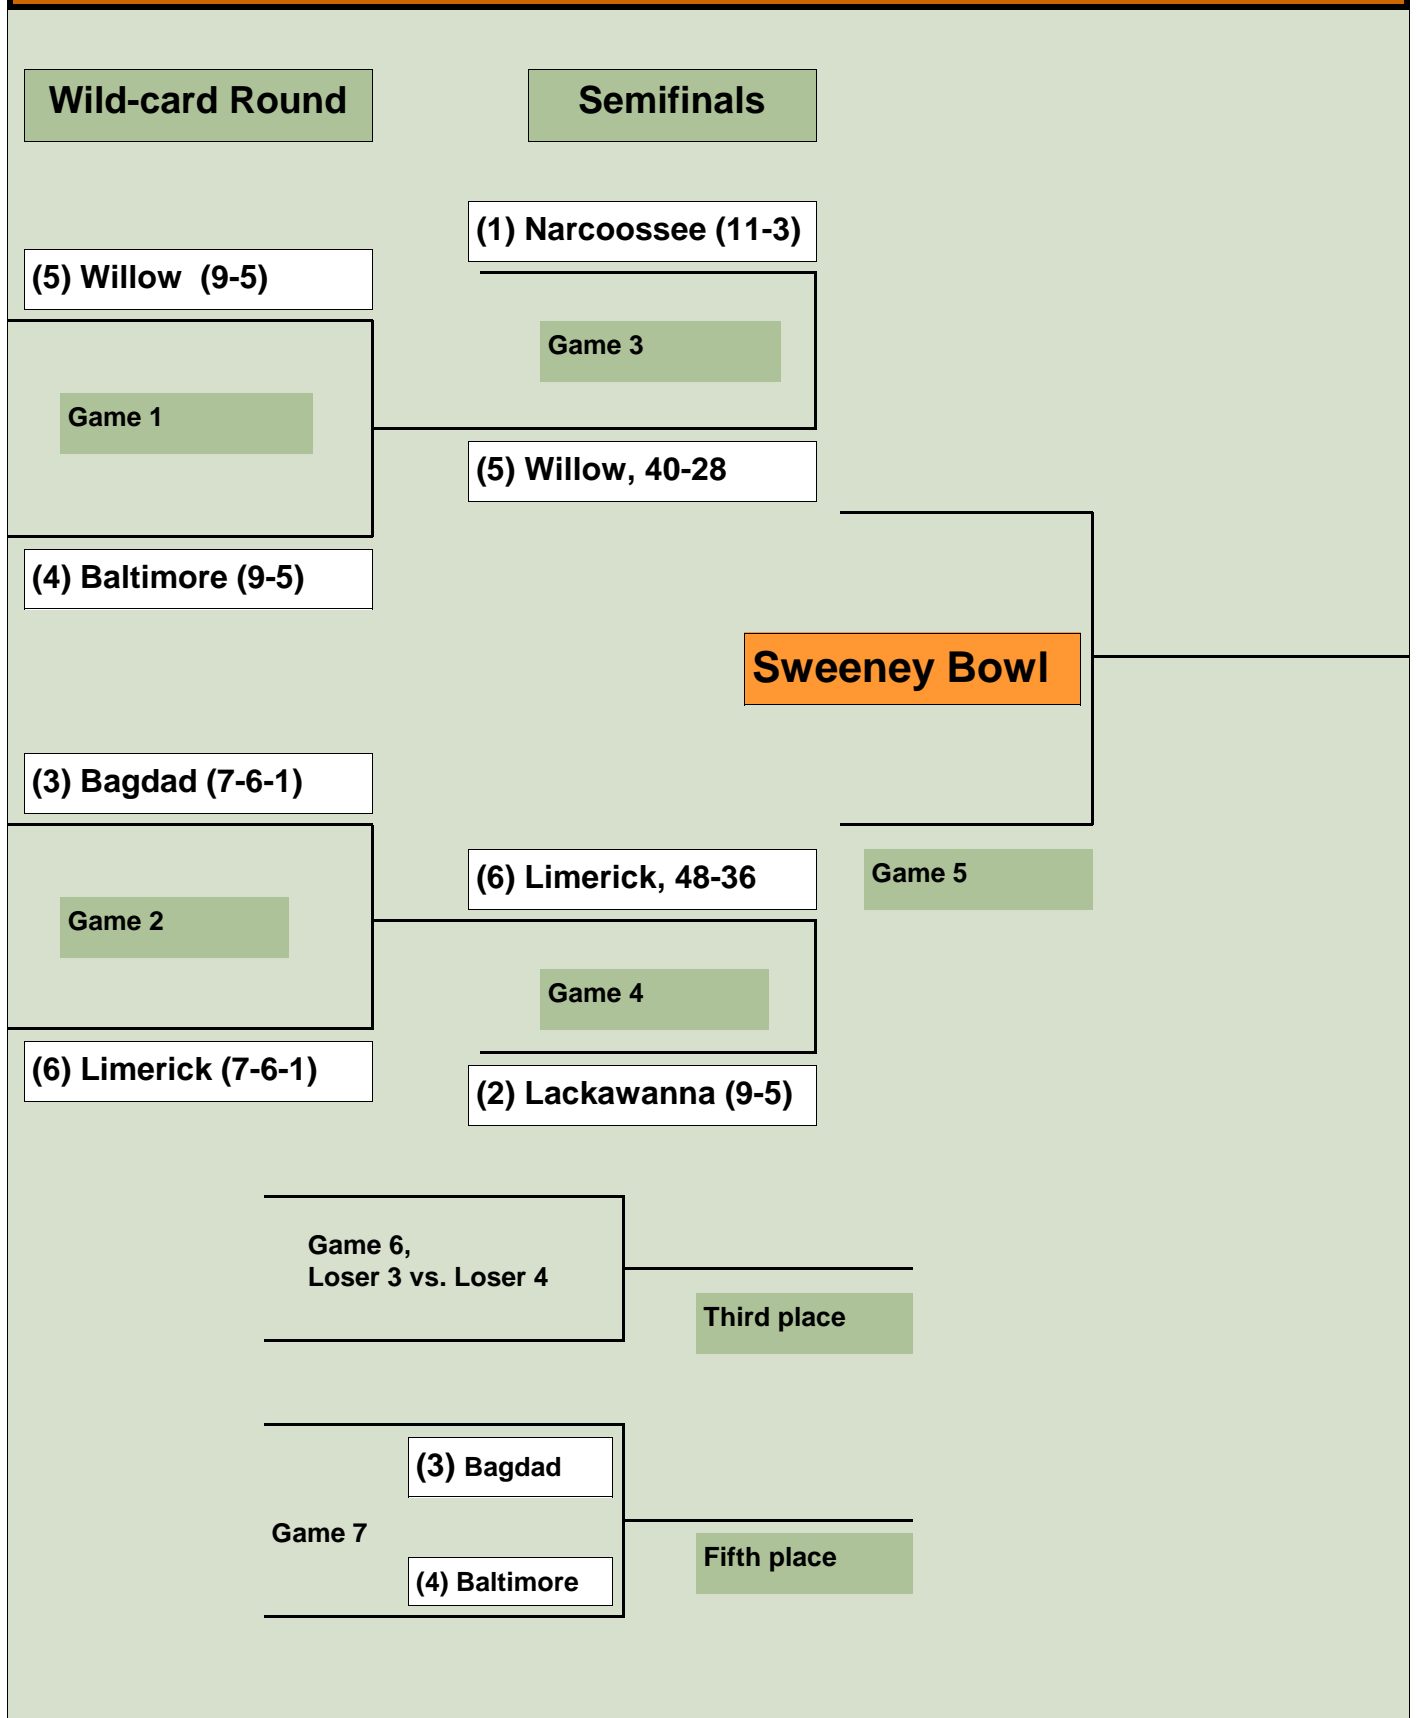 Wild-card Round
Semifinals
(1) Narcoossee (11-3)
(5) Willow  (9-5)
Game 3
Game 1
(5) Willow, 40-28
(4) Baltimore (9-5)
Sweeney Bowl
(3) Bagdad (7-6-1)
(6) Limerick, 48-36
Game 5
Game 2
Game 4
(6) Limerick (7-6-1)
(2) Lackawanna (9-5)
Game 6,
Loser 3 vs. Loser 4
Third place
(3) Bagdad
Game 7
Fifth place
(4) Baltimore